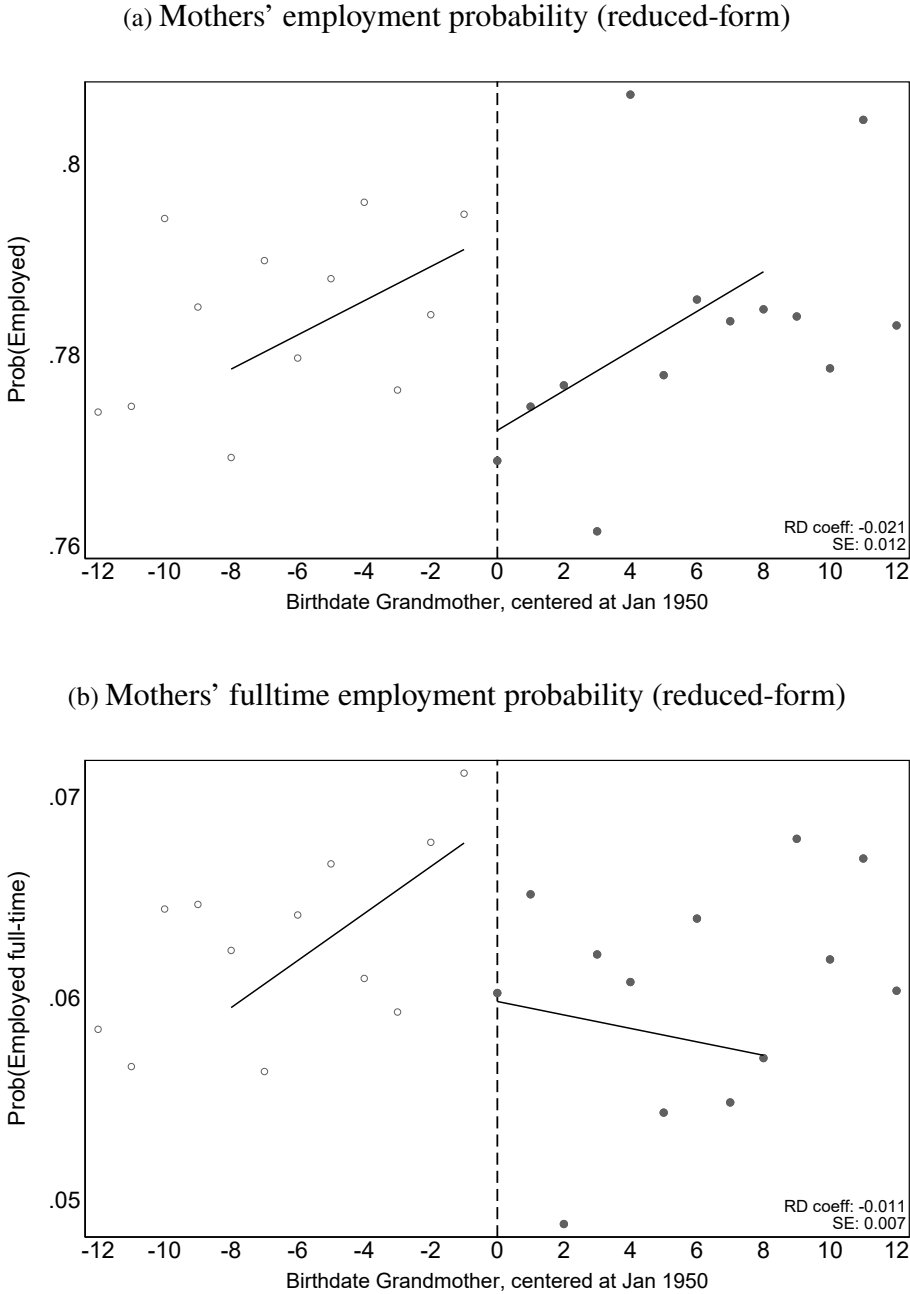 (a) Mothers’ employment probability (reduced-form)
.8
.78
.76
Prob(Employed)
RD coeff: -0.021
SE: 0.012
-12 -10 -8 -6 -4 -2 0 2 4 6 8 10 12
Birthdate Grandmother, centered at Jan 1950
(b) Mothers’ fulltime employment probability (reduced-form)
.07
.06
.05
Prob(Employed full-time)
RD coeff: -0.011
SE: 0.007
-12 -10 -8 -6 -4 -2 0 2 4 6 8 10 12
Birthdate Grandmother, centered at Jan 1950